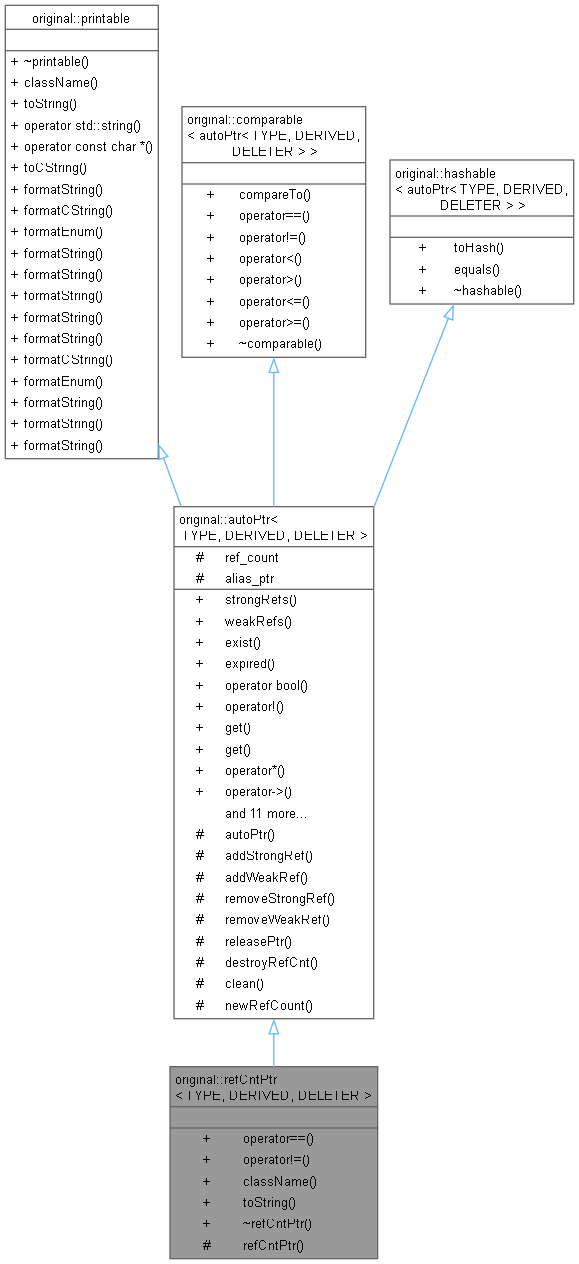 original::printable
+ ~printable()
+ className()
+ toString()
+ operator std::string()
+ operator const char *()
+ toCString()
+ formatString()
+ formatCString()
+ formatEnum()
+ formatString()
+ formatString()
+ formatString()
+ formatString()
+ formatString()
+ formatCString()
+ formatEnum()
+ formatString()
+ formatString()
+ formatString()
original::comparable
< autoPtr< TYPE, DERIVED,
DELETER > >
+ compareTo()
+ operator==()
+ operator!=()
+ operator<()
+ operator>()
+ operator<=()
+ operator>=()
+ ~comparable()
original::hashable
< autoPtr< TYPE, DERIVED,
DELETER > >
+ toHash()
+ equals()
+ ~hashable()
original::autoPtr<
TYPE, DERIVED, DELETER >
# ref_count
# alias_ptr
+ strongRefs()
+ weakRefs()
+ exist()
+ expired()
+ operator bool()
+ operator!()
+ get()
+ get()
+ operator*()
+ operator->()
and 11 more...
# autoPtr()
# addStrongRef()
# addWeakRef()
# removeStrongRef()
# removeWeakRef()
# releasePtr()
# destroyRefCnt()
# clean()
# newRefCount()
original::refCntPtr
< TYPE, DERIVED, DELETER >
+ operator==()
+ operator!=()
+ className()
+ toString()
+ ~refCntPtr()
# refCntPtr()